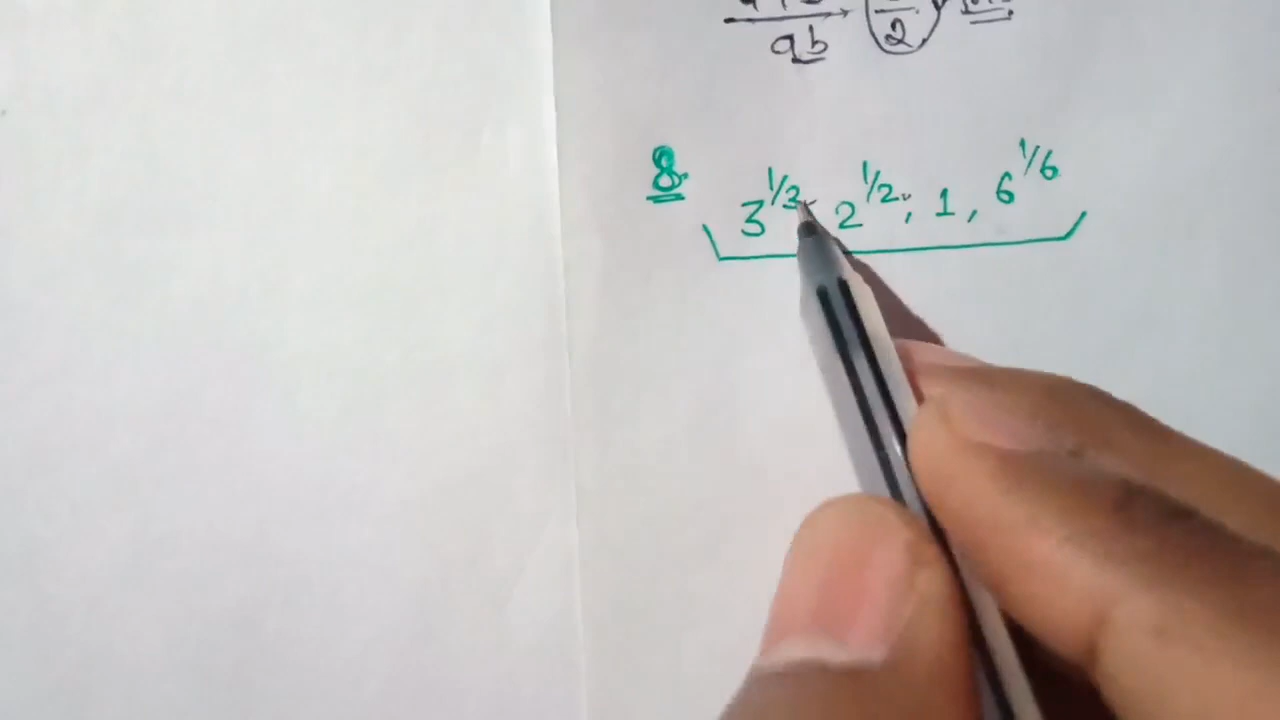 ab 2
8. 3^1/3, 2^1/2, 1, 6^1/6